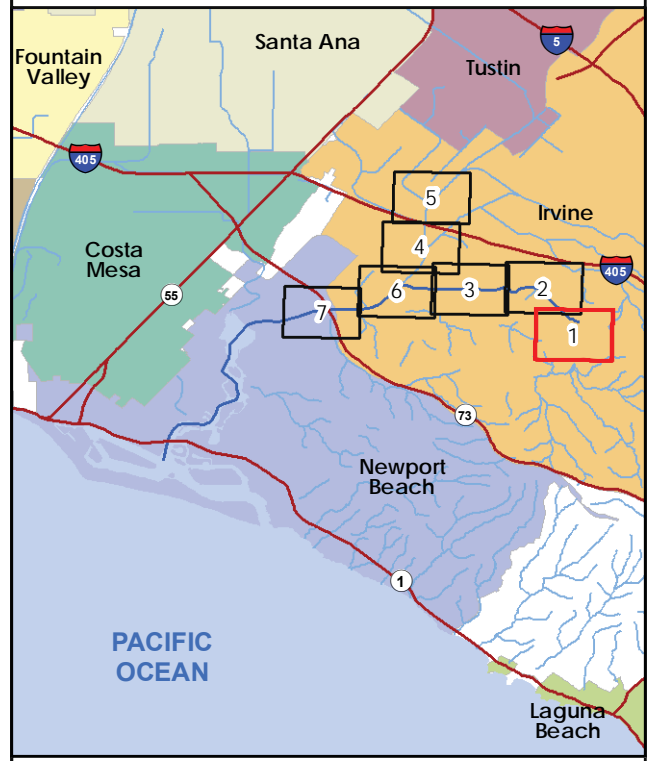 Santa Ana
Fountain
Valley
Tustin
5
405
5
Irvine
4
Costa
Mesa
405
55
6
3
2
7
1
73
Newport
Beach
1
PACIFIC
OCEAN
Laguna
Beach